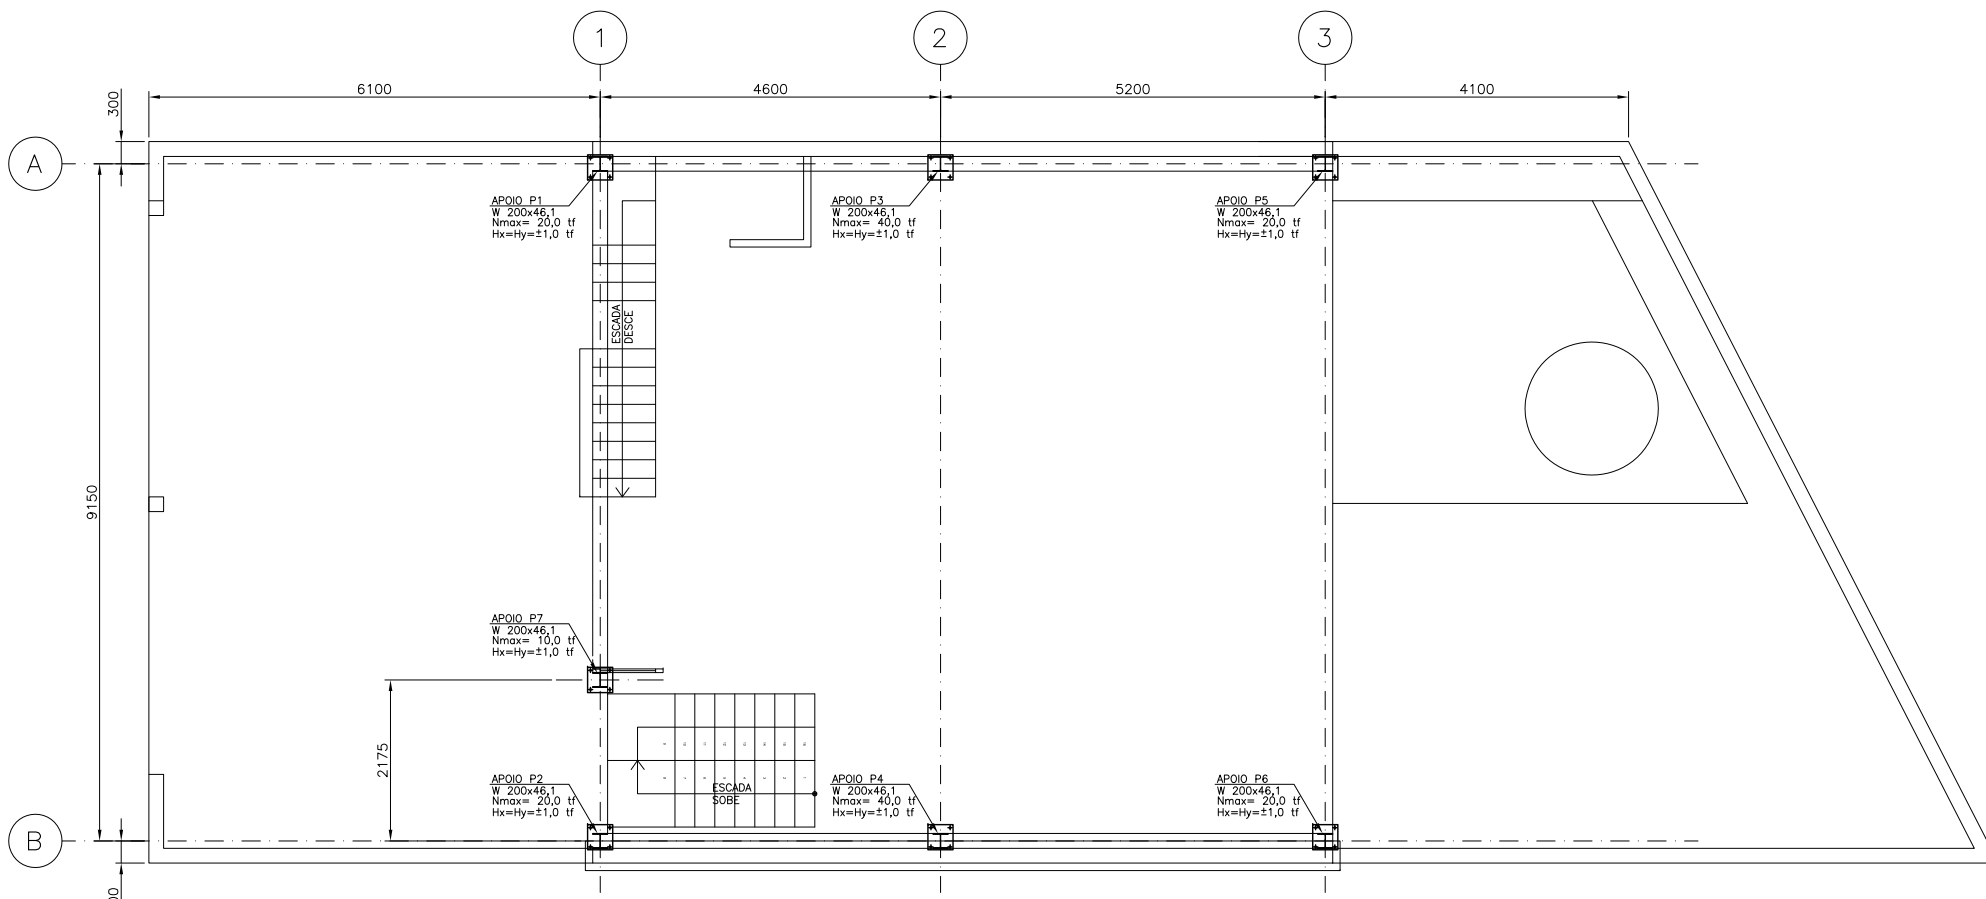 1
2
3
6100
4600
5200
4100
300
A
APOIO P1
W 200x46,1
Nmax= 20,0 tf
Hx=Hy=±1,0 tf
APOIO P3
W 200x46,1
Nmax= 40,0 tf
Hx=Hy=±1,0 tf
APOIO P5
W 200x46,1
Nmax= 20,0 tf
Hx=Hy=±1,0 tf
ESCADA
DESCE
9150
APOIO P7
W 200x46,1
Nmax= 10,0 tf
Hx=Hy=±1,0 tf
2175
ESCADA
SOBE
APOIO P2
W 200x46,1
Nmax= 20,0 tf
Hx=Hy=±1,0 tf
APOIO P4
W 200x46,1
Nmax= 40,0 tf
Hx=Hy=±1,0 tf
APOIO P6
W 200x46,1
Nmax= 20,0 tf
Hx=Hy=±1,0 tf
B